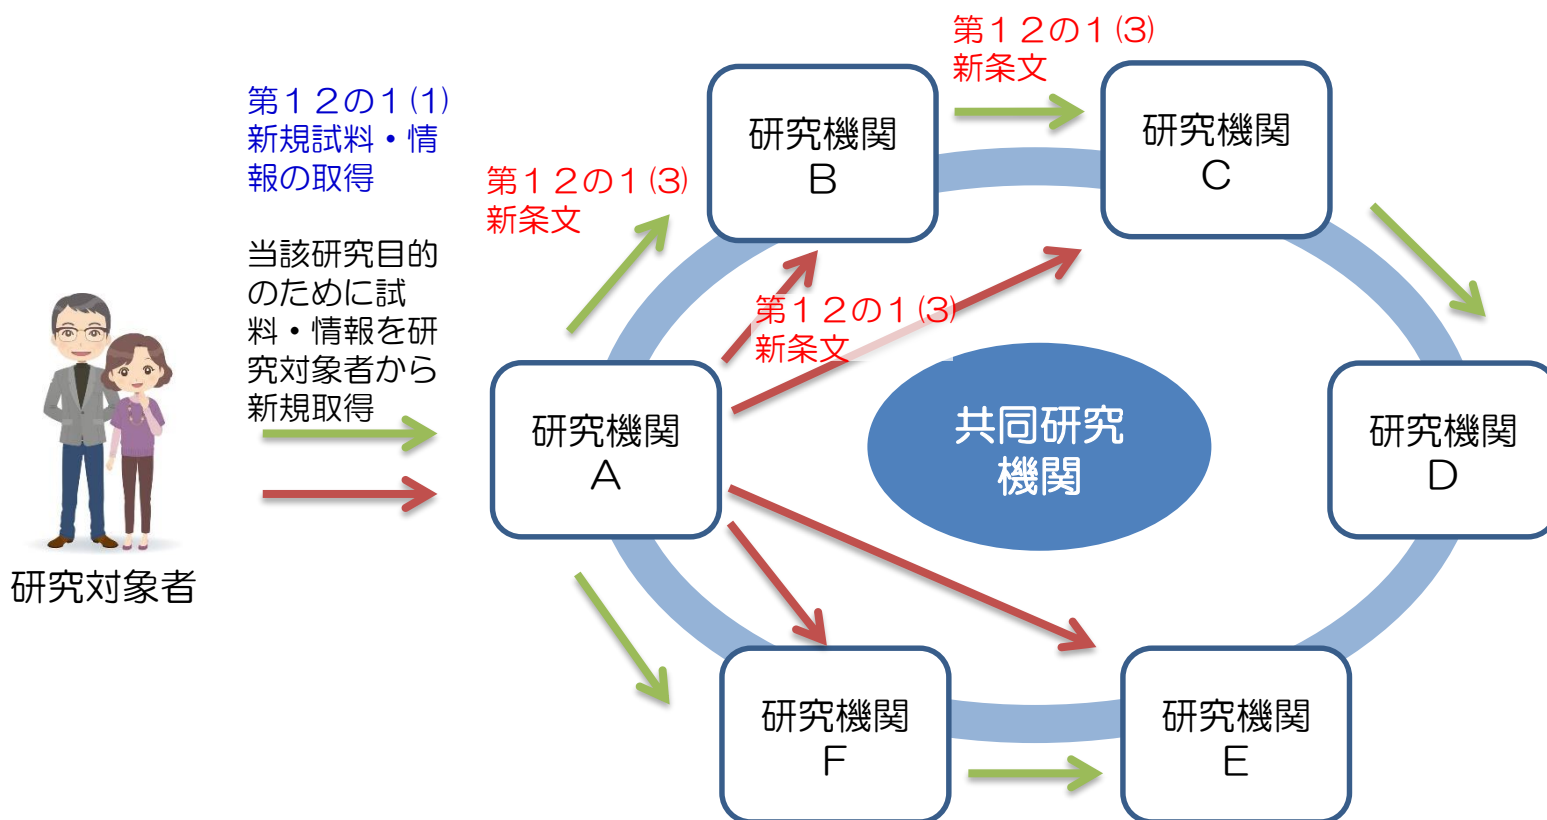 第１２の１⑶
新条文
第１２の１⑴
新規試料・情
報の取得
研究機関
B
研究機関
C
第１２の１⑶
新条文
当該研究目的
のために試
料・情報を研
究対象者から
新規取得
第１２の１⑶
新条文
研究機関
A
共同研究
機関
研究機関
D
研究対象者
研究機関
F
研究機関
E